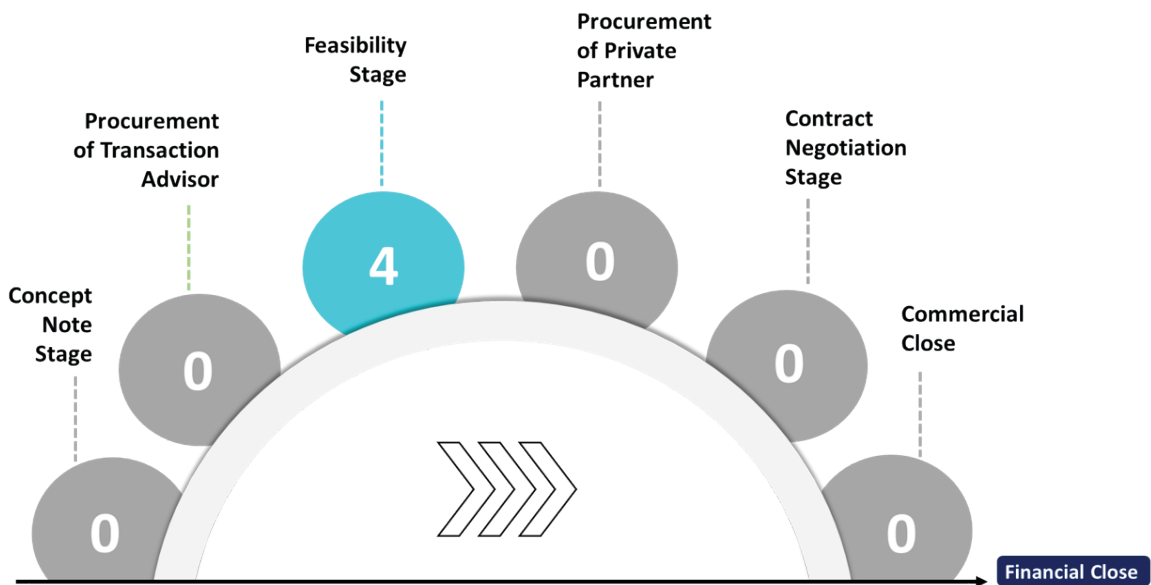 Concept
Note
Stage
0
Procurement
of Transaction
Advisor
0
Feasibility
Stage
4
Procurement
of Private
Partner
0
Contract
Negotiation
Stage
0
Commercial
Close
0
Financial Close